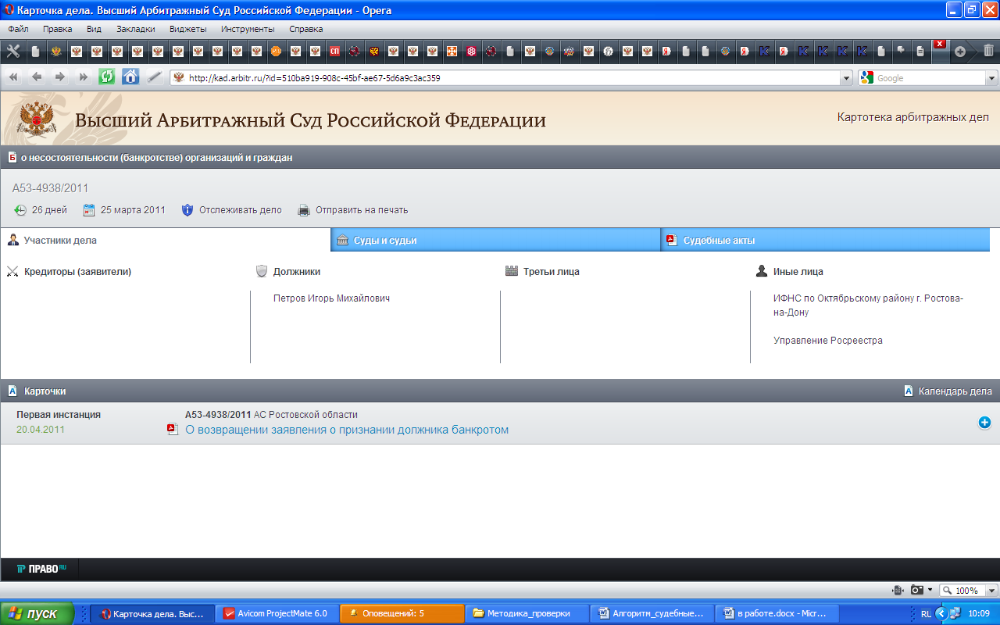 Карточка дела. Высший Арбитражный Суд Российской Федерации - Opera
Файл Правка Вид Закладки Виджеты Инструменты Справка
http://kad.arbitr.ru/?id=510ba919-908c-45bf-ae67-5d6a9c3ac359 Google
Высший Арбитражный Суд Российской Федерации
Картотека арбитражных дел
Б о несостоятельности (банкротстве) организаций и граждан
А53-4938/2011
26 дней 25 марта 2011 Отслеживать дело Отправить на печать
Участники дела Суды и судьи Судебные акты
Кредиторы (заявители) Должники Третьи лица Иные лица
Петров Игорь Михайлович
ИФНС по Октябрьскому району г. Ростова-
на-Дону
Управление Росреестра
А Карточки А Календарь дела
Первая инстанция А53-4938/2011 АС Ростовской области
20.04.2011 О возвращении заявления о признании должника банкротом
ПРАВО RU
100%
пуск Карточка дела. Выс... Avicom ProjectMate 6.0 Оповещений: 5 Методика_проверки Алгоритм_судебные... в работе.docx - Micr... RU 10:09